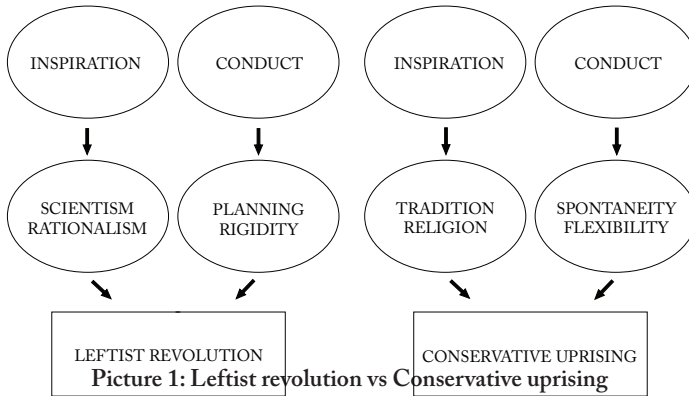 INSPIRATION
CONDUCT
INSPIRATION
CONDUCT
SCIENTISM
RATIONALISM
PLANNING
RIGIDITY
TRADITION
RELIGION
SPONTANEITY
FLEXIBILITY
LEFTIST REVOLUTION
CONSERVATIVE UPRISING
Picture 1: Leftist revolution vs Conservative uprising